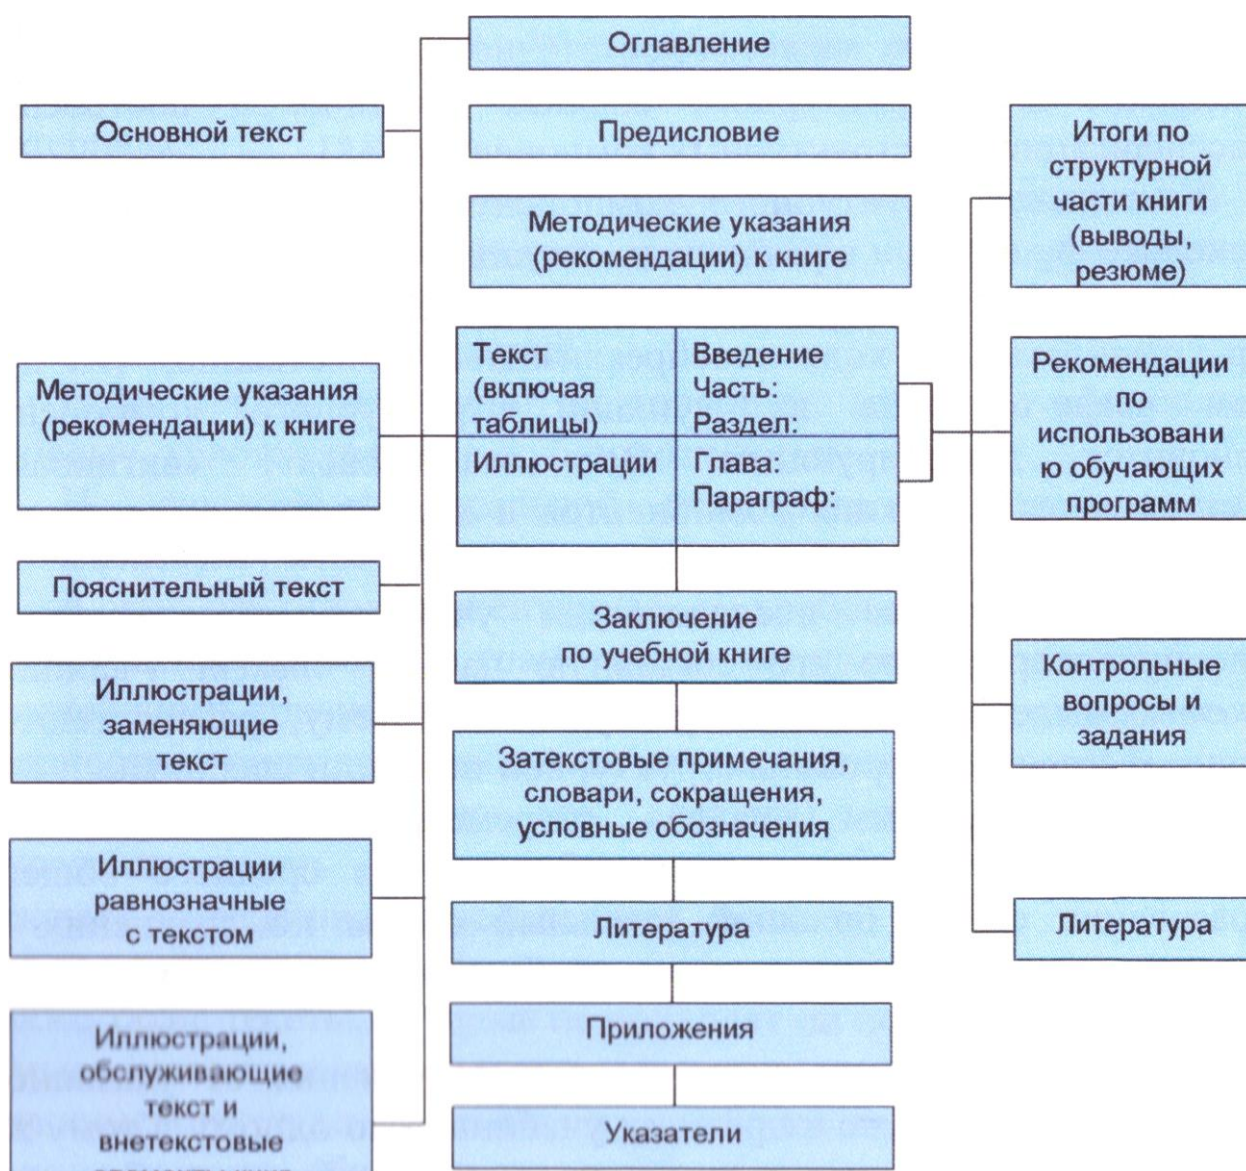 Оглавление
Основной текст
Предисловие
Итоги по
структурной
части книги
(выводы,
резюме)
Методические указания
(рекомендации) к книге
Методические указания
(рекомендации) к книге
Текст
(включая
таблицы)
Иллюстрации
Введение
Часть:
Раздел:
Глава:
Параграф:
Рекомендации
по
использовани
ю обучающих
программ
Пояснительный текст
Заключение
по учебной книге
Иллюстрации,
заменяющие
текст
Контрольные
вопросы и
задания
Затекстовые примечания,
словари, сокращения,
условные обозначения
Иллюстрации
равнозначные
с текстом
Литература
Литература
Иллюстрации,
обслуживающие
текст и
внетекстовые
Приложения
Указатели